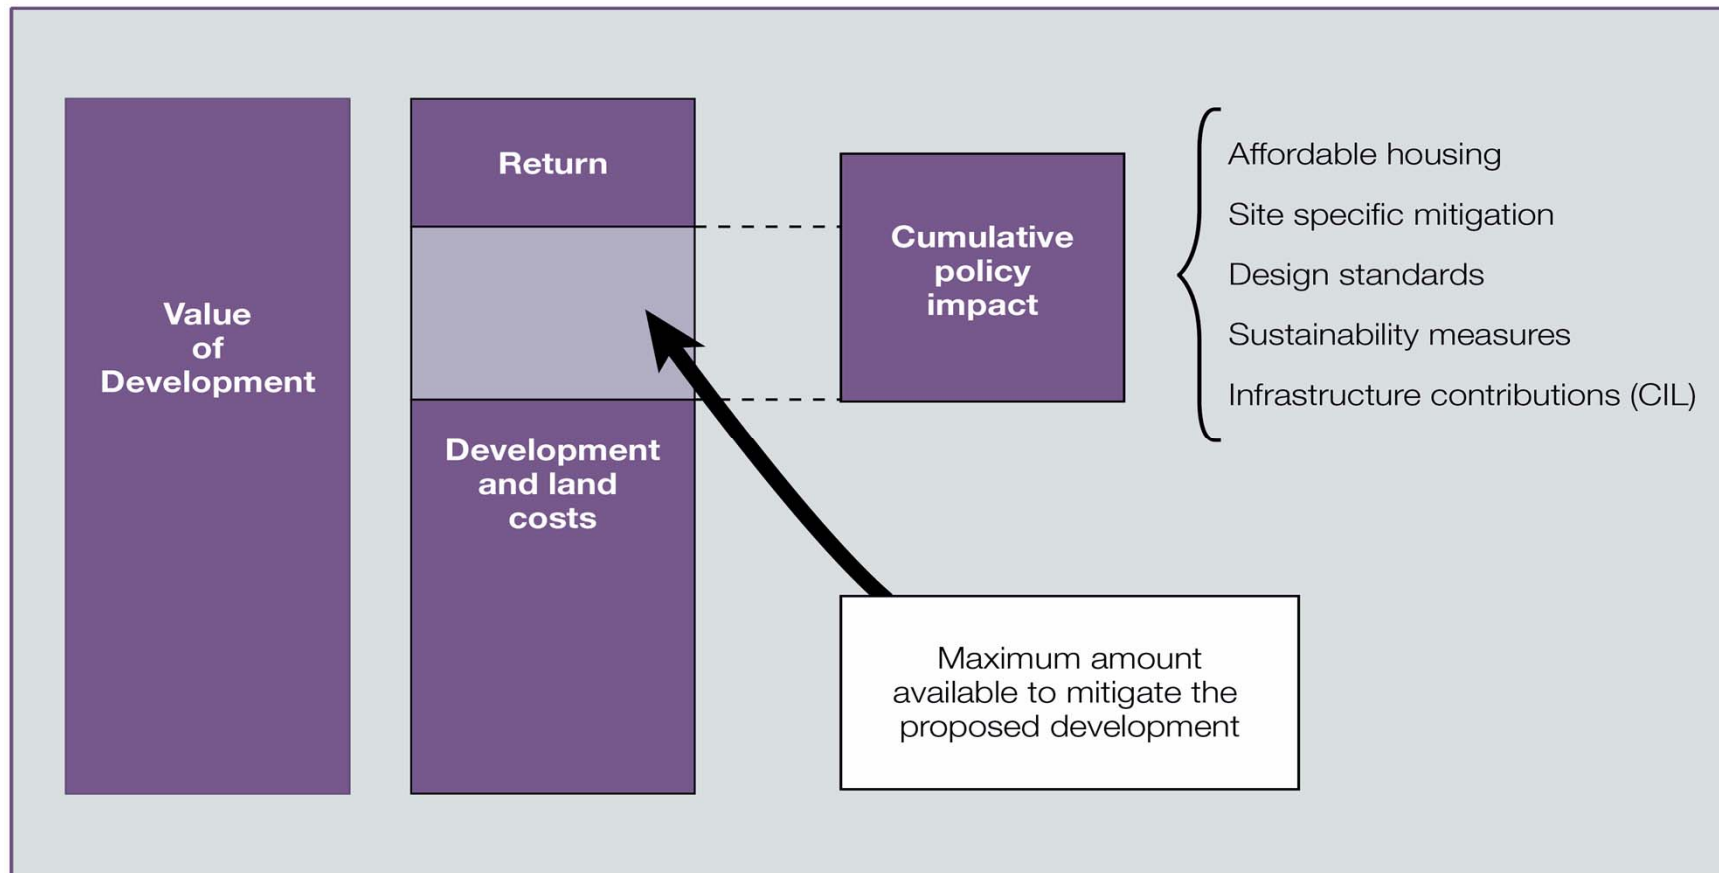 Value
of
Development
Return
Development
and land
costs
Cumulative
policy
impact
Affordable housing
Site specific mitigation
Design standards
Sustainability measures
Infrastructure contributions (CIL)
Maximum amount
available to mitigate the
proposed development